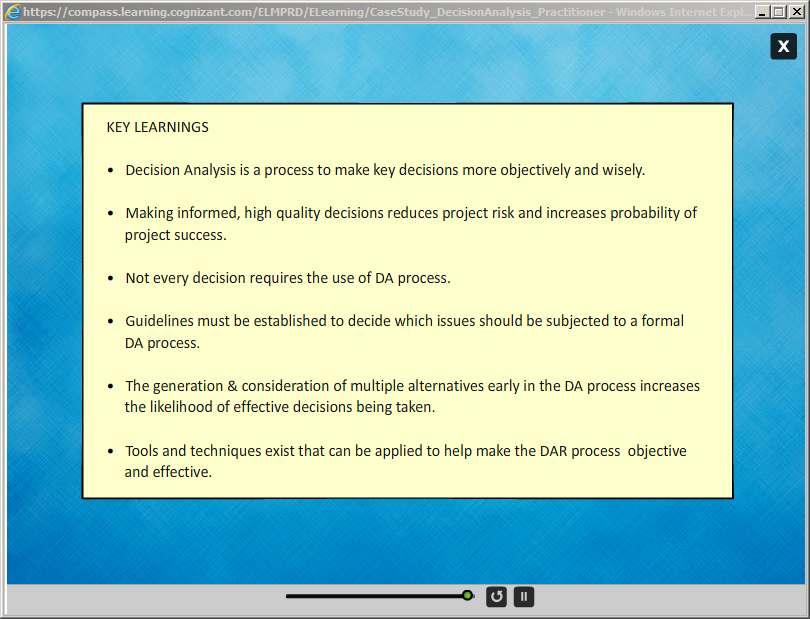 https://compass.learning.cognizant.com/ELMPRD/ELearning/CaseStudy_DecisionAnalysis_Practitioner - Windows Internet Expl...
X
KEY LEARNINGS
• Decision Analysis is a process to make key decisions more objectively and wisely.
• Making informed, high quality decisions reduces project risk and increases probability of
project success.
• Not every decision requires the use of DA process.
• Guidelines must be established to decide which issues should be subjected to a formal
DA process.
• The generation & consideration of multiple alternatives early in the DA process increases
the likelihood of effective decisions being taken.
• Tools and techniques exist that can be applied to help make the DAR process  objective
and effective.